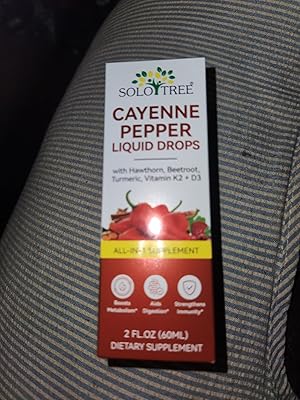 SOLO TREE
CAYENNE
PEPPER
LIQUID DROPS
with Hawthorn, Beetroot,
Turmeric, Vitamin K2 + D3
ALL-IN-1 SUPPLEMENT
Boosts
Metabolism*
Aids
Digestion*
Strengthens
Immunity*
2 FL.OZ (60ML)
DIETARY SUPPLEMENT